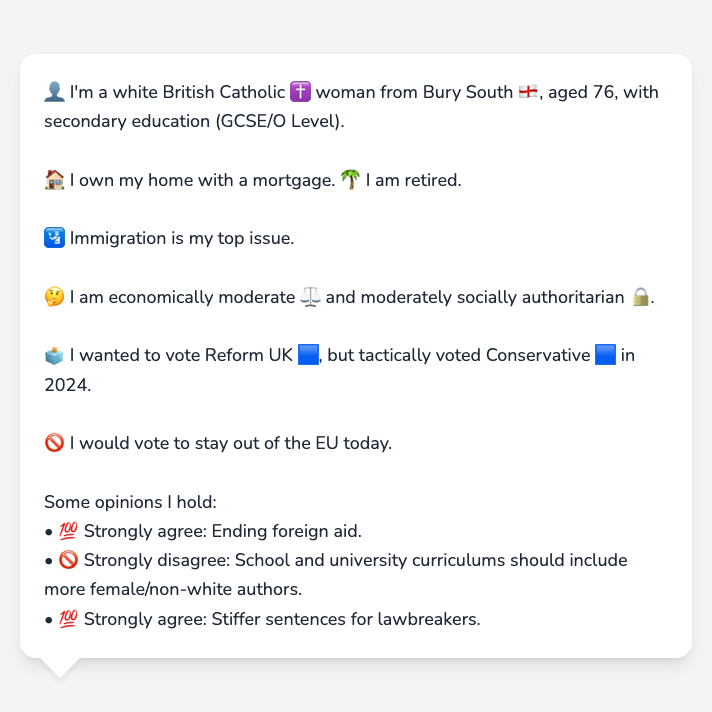 👤 I'm a white British Catholic ✝️ woman from Bury South 🏴󠁧󠁢󠁥󠁮󠁧󠁿, aged 76, with
secondary education (GCSE/O Level).
🏠 I own my home with a mortgage. 🌴 I am retired.
🛂 Immigration is my top issue.
🤔 I am economically moderate ⚖️ and moderately socially authoritarian 🔒.
🗳️ I wanted to vote Reform UK 🟦, but tactically voted Conservative 🟦 in
2024.
🚫 I would vote to stay out of the EU today.
Some opinions I hold:
• 💯 Strongly agree: Ending foreign aid.
• 🚫 Strongly disagree: School and university curriculums should include
more female/non-white authors.
• 💯 Strongly agree: Stiffer sentences for lawbreakers.